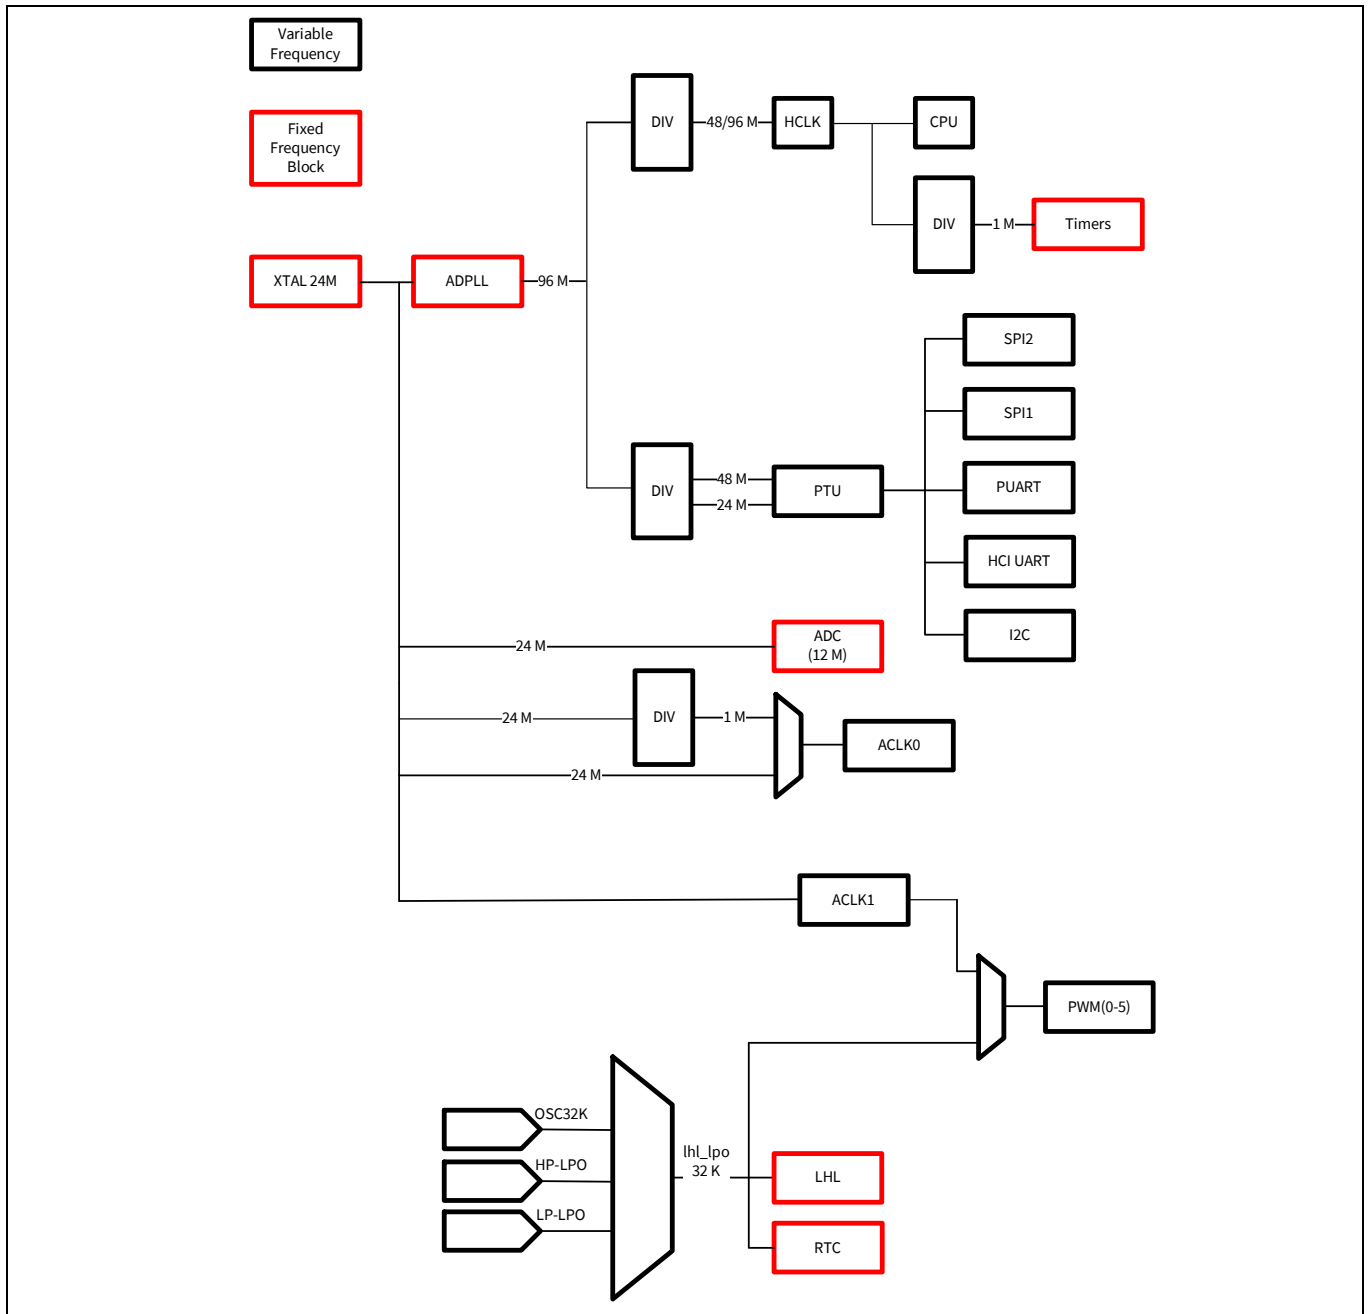 Variable
Frequency
Fixed
Frequency
Block
DIV
48/96 M
HCLK
CPU
DIV
1 M
Timers
XTAL 24M
ADPLL
96 M
SPI2
SPI1
DIV
48 M
24 M
PTU
PUART
HCI UART
I2C
24 M
ADC
(12 M)
24 M
DIV
1 M
24 M
ACLK0
ACLK1
PWM(0-5)
OSC32K
HP-LPO
LP-LPO
lhl_lpo
32 K
LHL
RTC